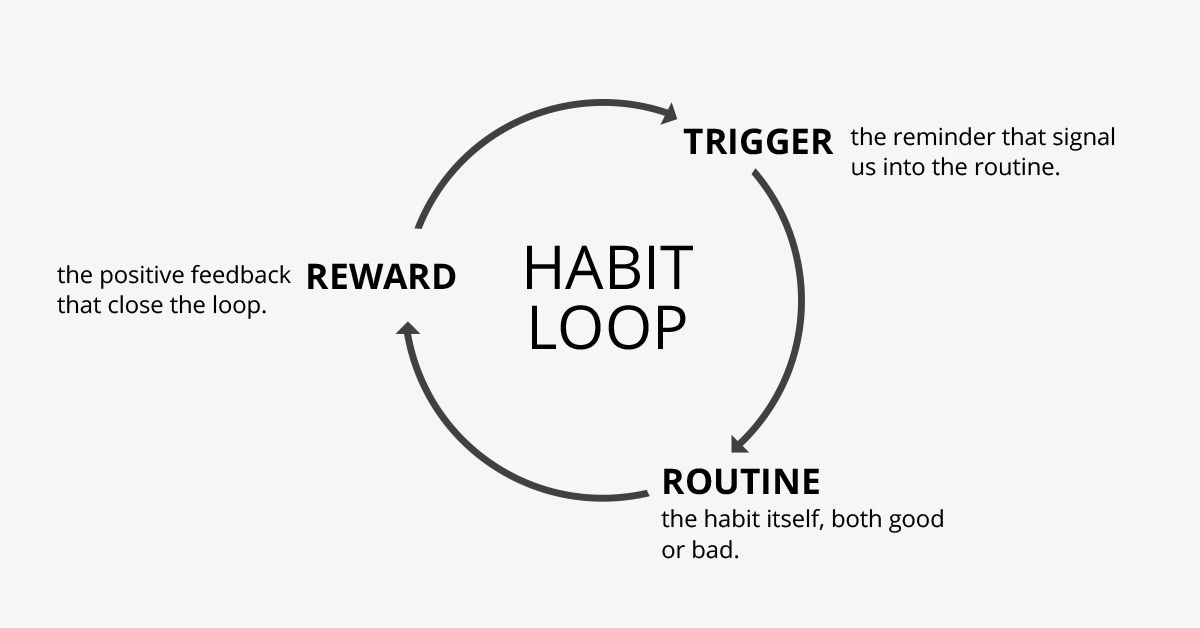 TRIGGER
the reminder that signal
us into the routine.
HABIT
LOOP
the positive feedback
that close the loop.
REWARD
ROUTINE
the habit itself, both good
or bad.